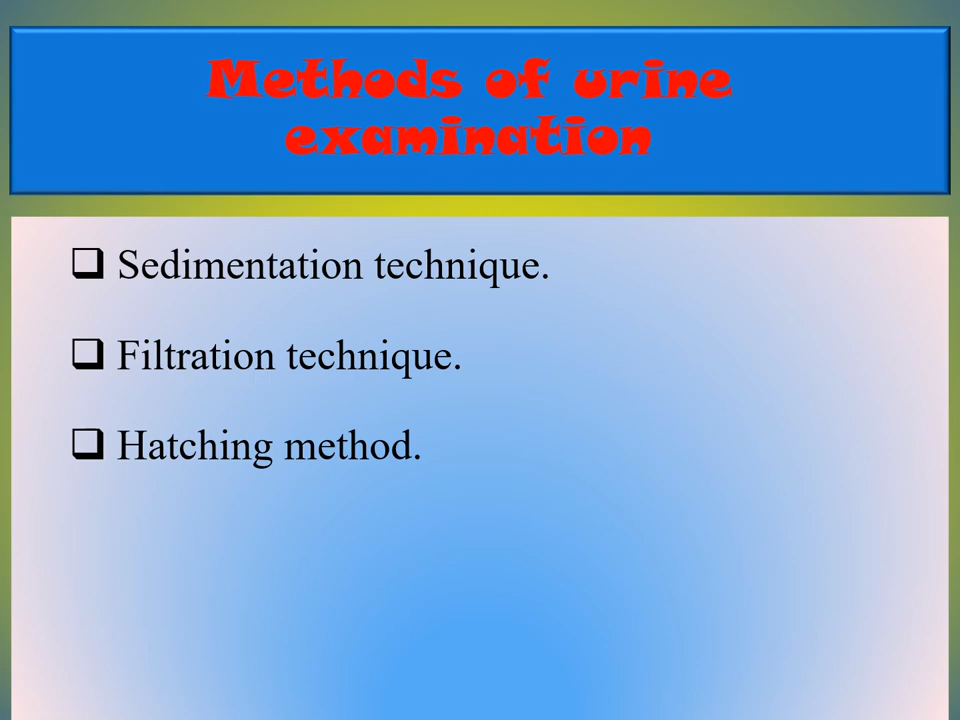 Methods of urine
examination
❑ Sedimentation technique.
❑ Filtration technique.
❑ Hatching method.